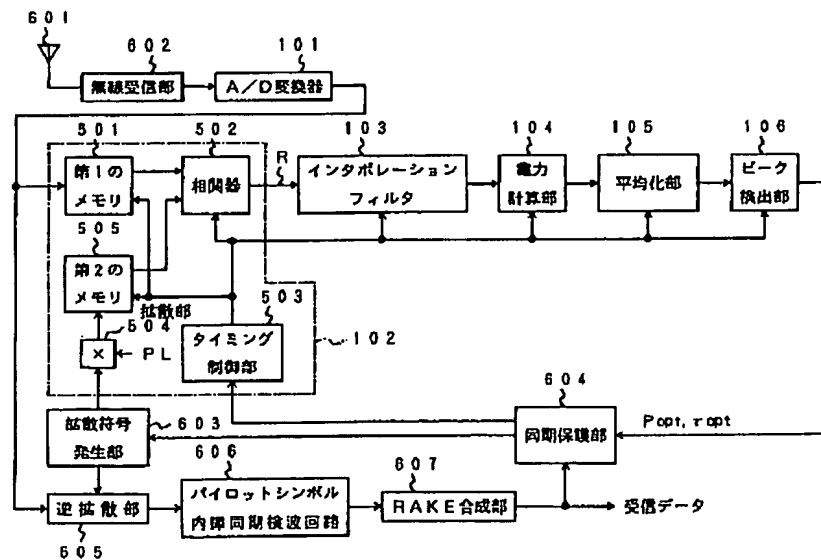 601
602
101
無線受信部
A/D変換器
501
502
103
104
105
106
第1の
メモリ
相関器
R
インタポレーション
フィルタ
電力
計算部
平均化部
ピーク
検出部
505
第2の
メモリ
拡散部
503
504
×
PL
タイミング
制御部
102
604
拡散符号
発生部
603
同期保護部
Popt, τopt
606
607
逆拡散部
パイロットシンボル
内挿同期検波回路
RAKE合成部
受信データ
605